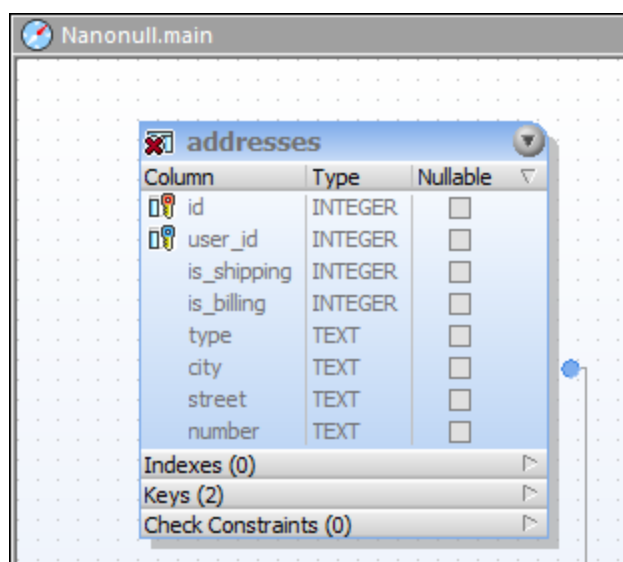 Nanonull.main
addresses
Column Type Nullable
id INTEGER
user_id INTEGER
is_shipping INTEGER
is_billing INTEGER
type TEXT
city TEXT
street TEXT
number TEXT
Indexes (0)
Keys (2)
Check Constraints (0)